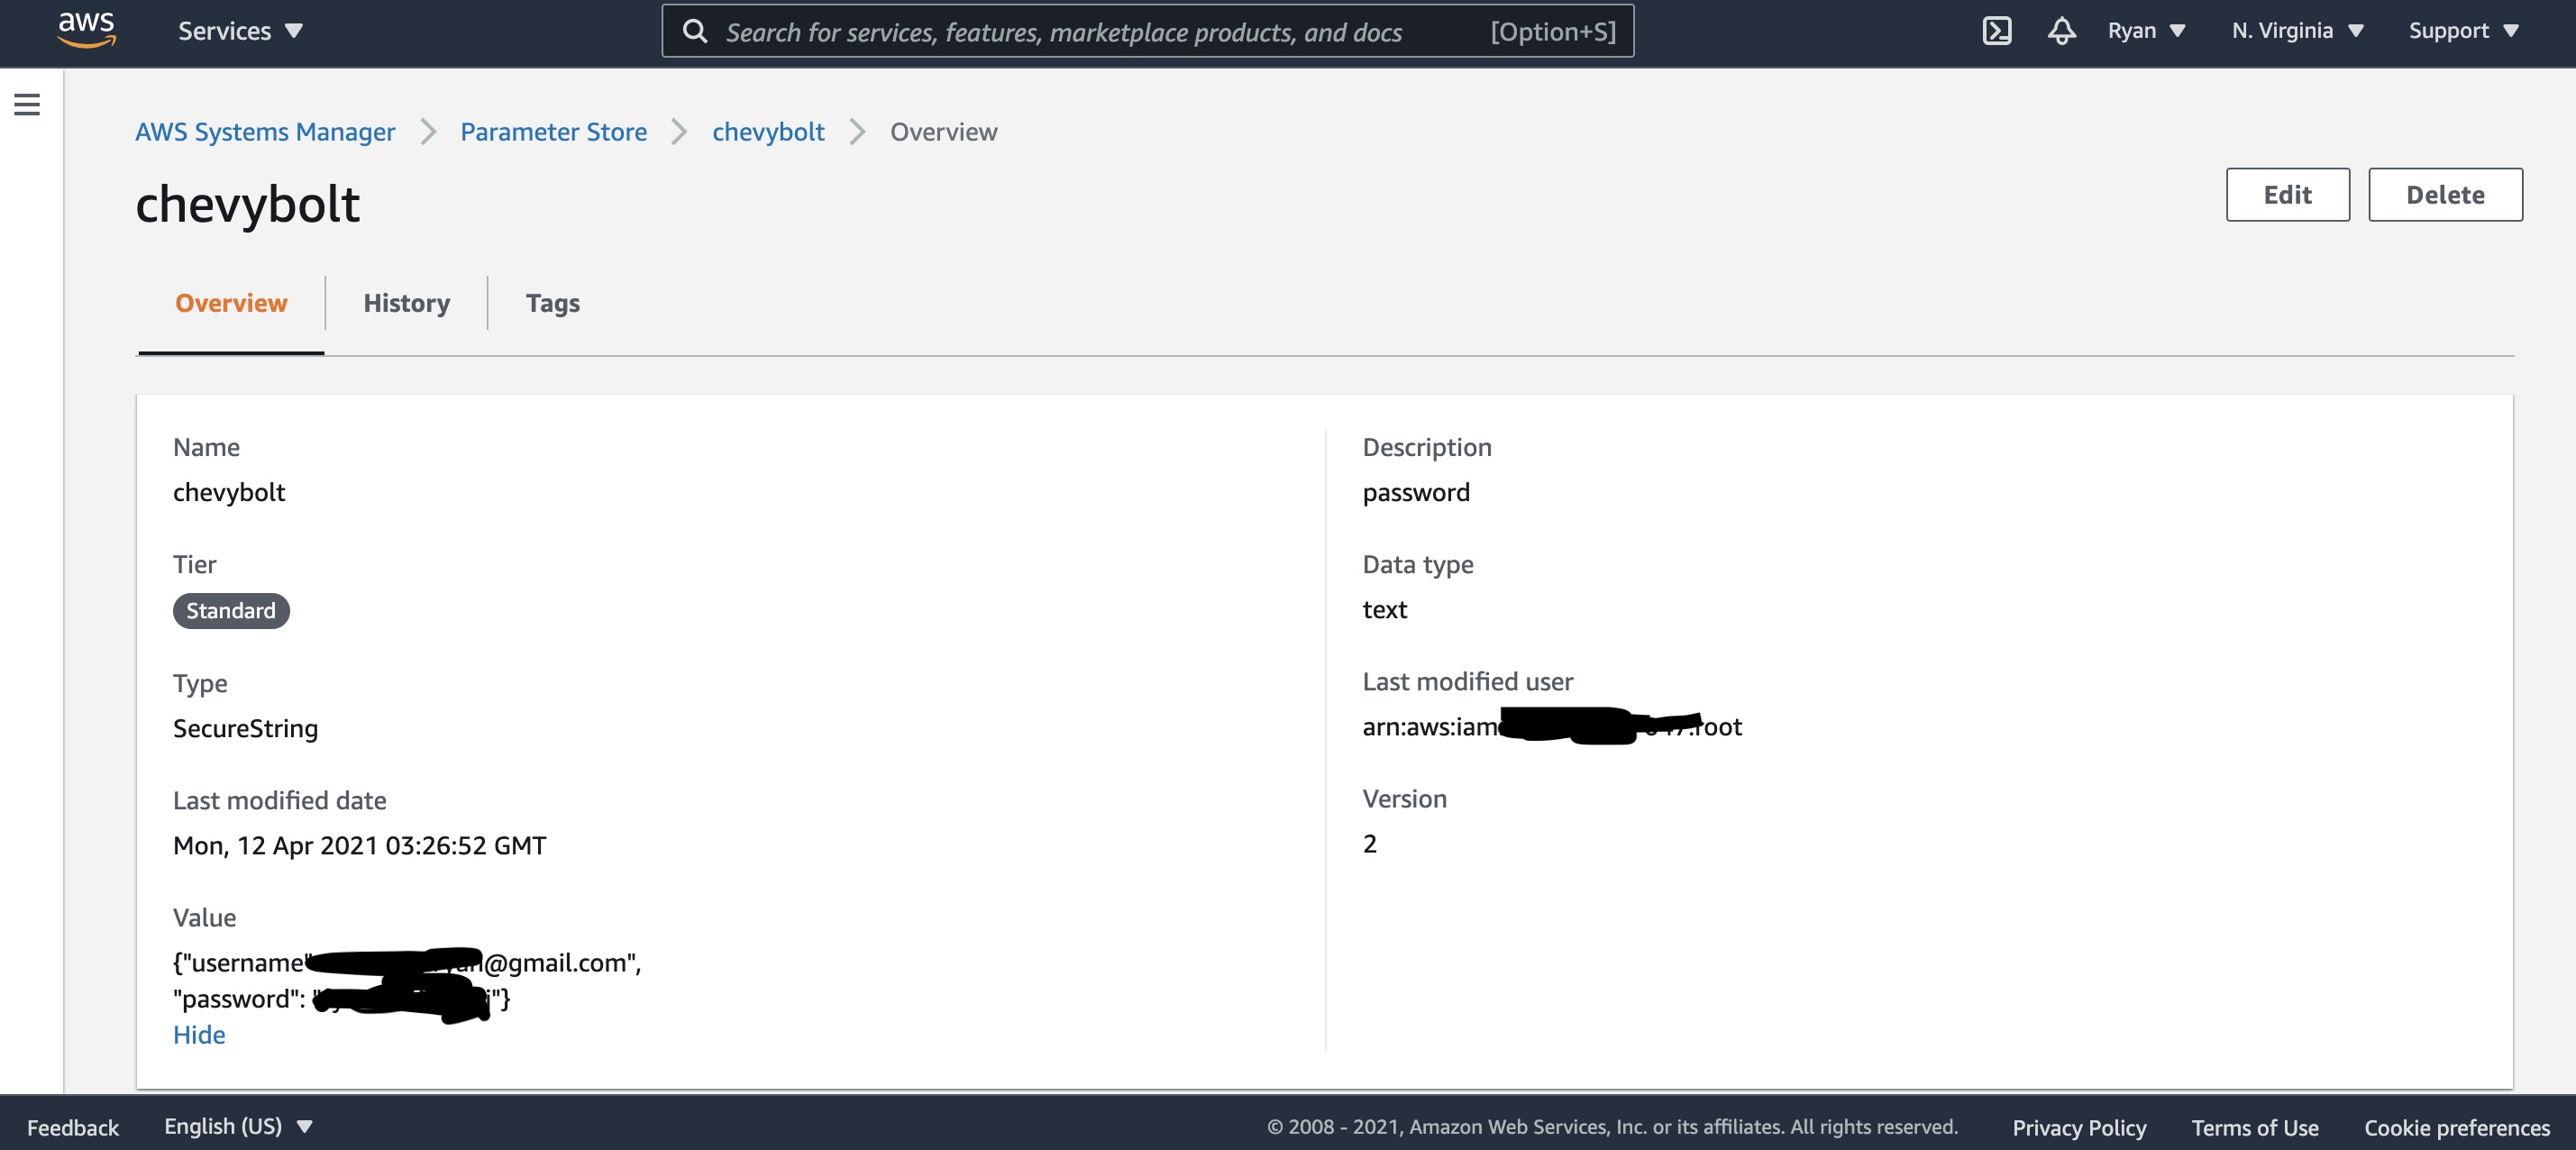 aws Services Search for services, features, marketplace products, and docs [Option+S] Ryan N. Virginia Support
AWS Systems Manager Parameter Store chevybolt Overview
chevybolt
Edit Delete
Overview History Tags
Name
chevybolt
Tier
Standard
Type
SecureString
Last modified date
Mon, 12 Apr 2021 03:26:52 GMT
Value
{"username" @gmail.com",
"password": "}
Hide
Description
password
Data type
text
Last modified user
arn:aws:iam root
Version
2
Feedback English (US) © 2008 - 2021, Amazon Web Services, Inc. or its affiliates. All rights reserved. Privacy Policy Terms of Use Cookie preferences